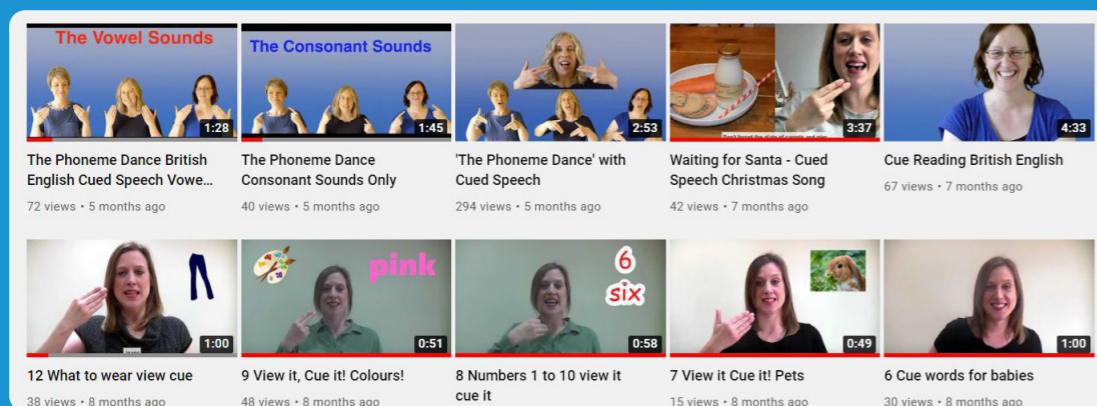 The Vowel Sounds
1:28
The Consonant Sounds
1:45
2:53
3:37
4:33
The Phoneme Dance British
English Cued Speech Vowe...
72 views • 5 months ago
The Phoneme Dance
Consonant Sounds Only
40 views • 5 months ago
'The Phoneme Dance' with
Cued Speech
294 views • 5 months ago
Waiting for Santa - Cued
Speech Christmas Song
42 views • 7 months ago
Cue Reading British English
67 views • 7 months ago
1:00
pink
0:51
6
six
0:58
0:49
1:00
12 What to wear view cue
38 views • 8 months ago
9 View it, Cue it! Colours!
48 views • 8 months ago
8 Numbers 1 to 10 view it
cue it
7 View it Cue it! Pets
15 views • 8 months ago
6 Cue words for babies
30 views • 8 months ago